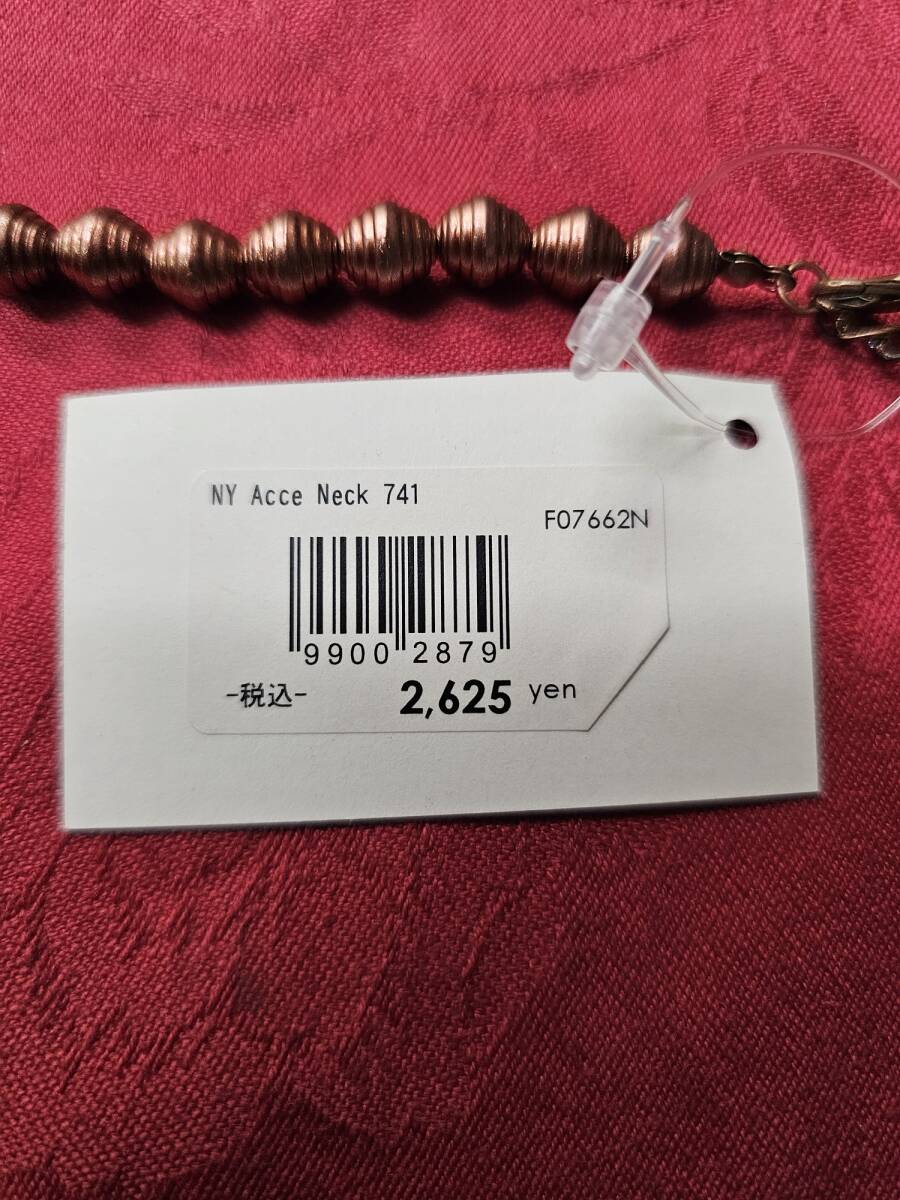 NY Acce Neck 741
F07662N
9900 2879
-税込- 2,625 yen